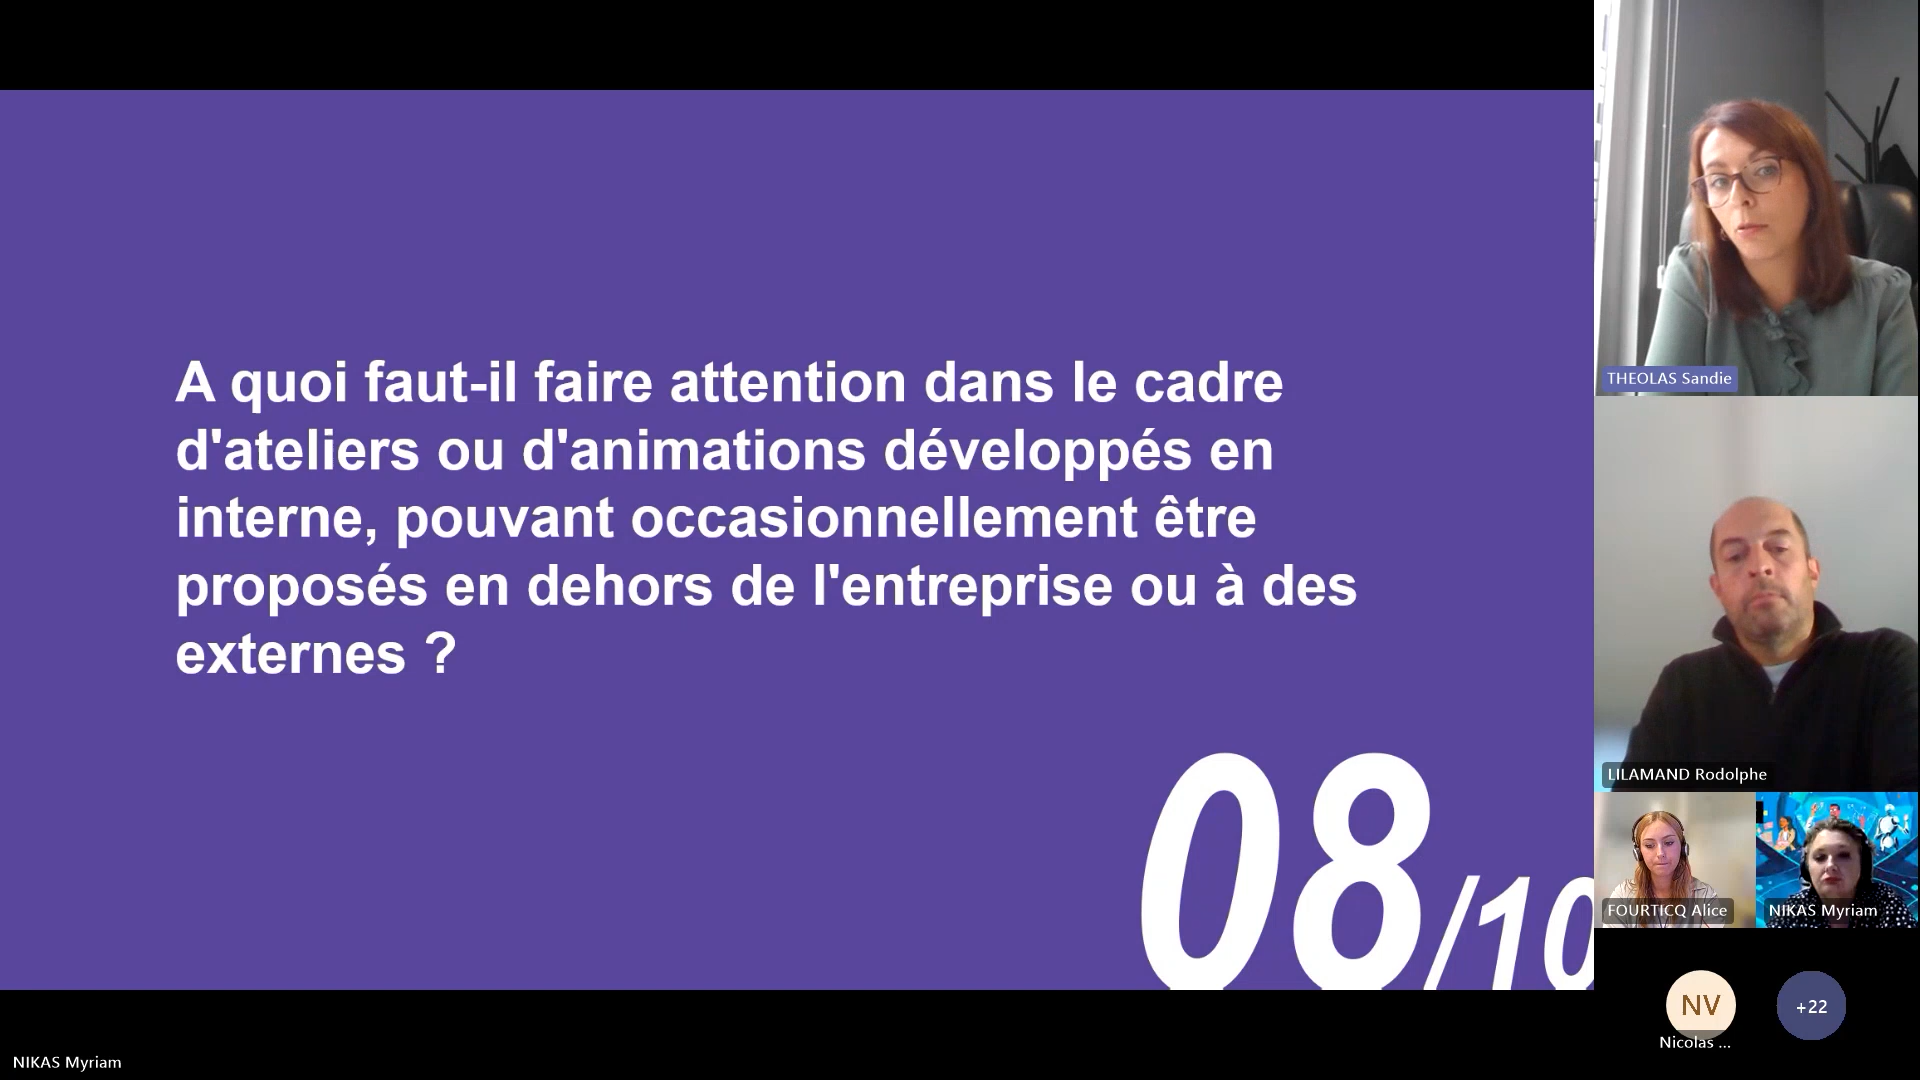 A quoi faut-il faire attention dans le cadre
d'ateliers ou d'animations développés en
interne, pouvant occasionnellement être
proposés en dehors de l'entreprise ou à des
externes ?
08/10
THEOLAS Sandie
LILAMAND Rodolphe
FOURTICQ Alice
NIKAS Myriam
NV
+22
Nicolas ...
NIKAS Myriam